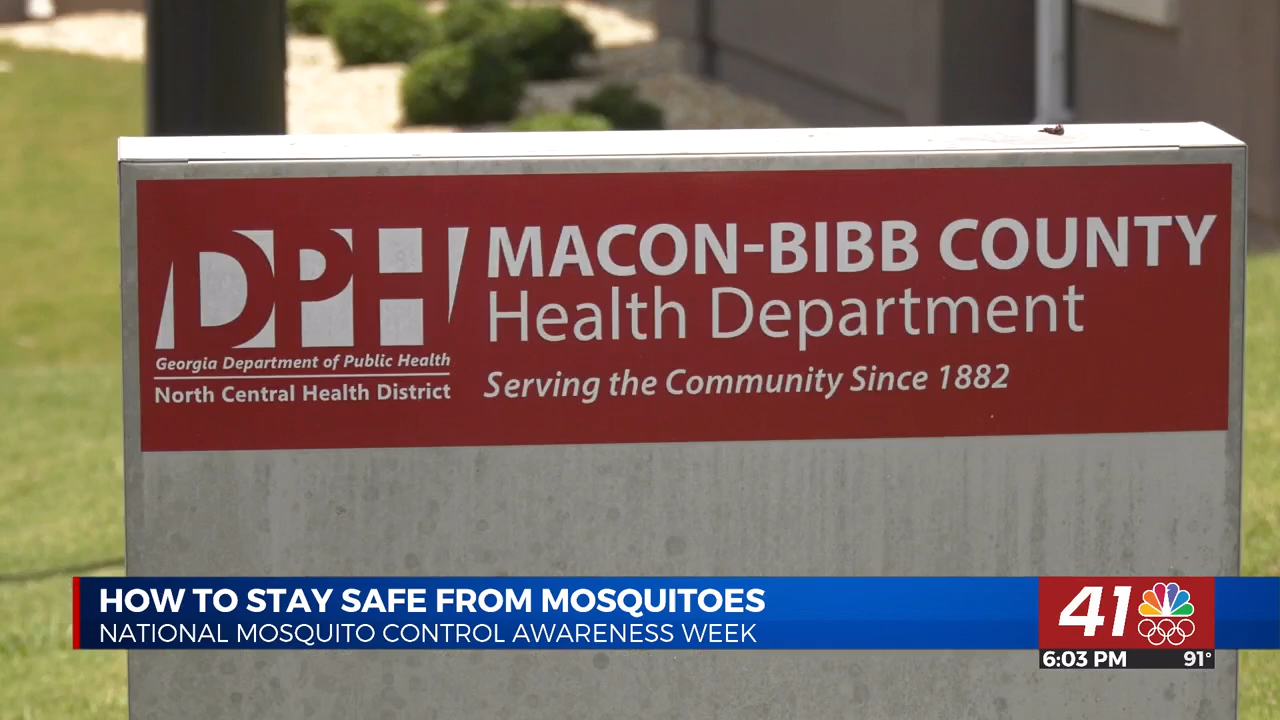 DPH
Georgia Department of Public Health
North Central Health District
MACON-BIBB COUNTY
Health Department
Serving the Community Since 1882
HOW TO STAY SAFE FROM MOSQUITOES
NATIONAL MOSQUITO CONTROL AWARENESS WEEK
41
6:03 PM 91°